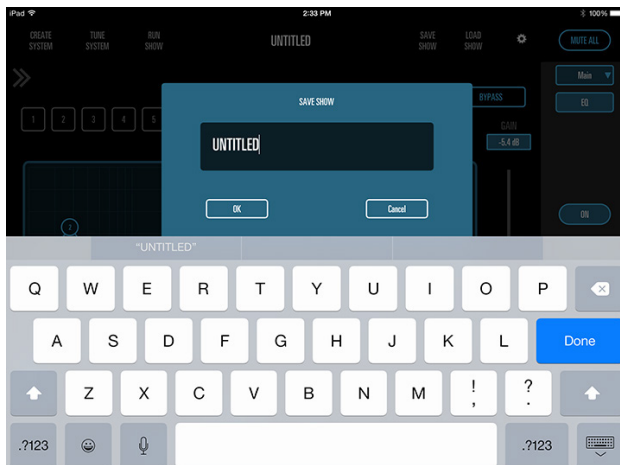 iPad 2:33 PM 100%
CREATE SYSTEM TUNE SYSTEM RUN SHOW UNTITLED SAVE SHOW LOAD SHOW MUTE ALL
Main
SAVE SHOW BYPASS EQ
1 2 3 4 5
GAIN
UNTITLED -5.4 dB
OK Cancel ON
2
"UNTITLED"
Q W E R T Y U I O P
A S D F G H J K L Done
Z X C V B N M ! , ? .
.?123 .?123